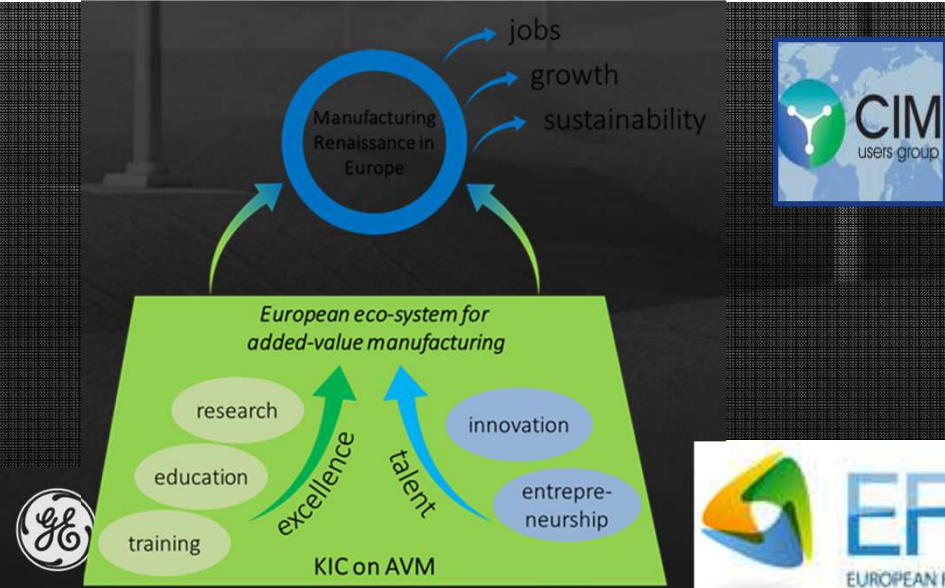 jobs
growth
sustainability
Manufacturing
Renaissance in
Europe
CIM
users group
European eco-system for
added-value manufacturing
research
innovation
education
excellence
talent
entrepre-
neurship
training
GE
KIC on AVM
EUROPEAN